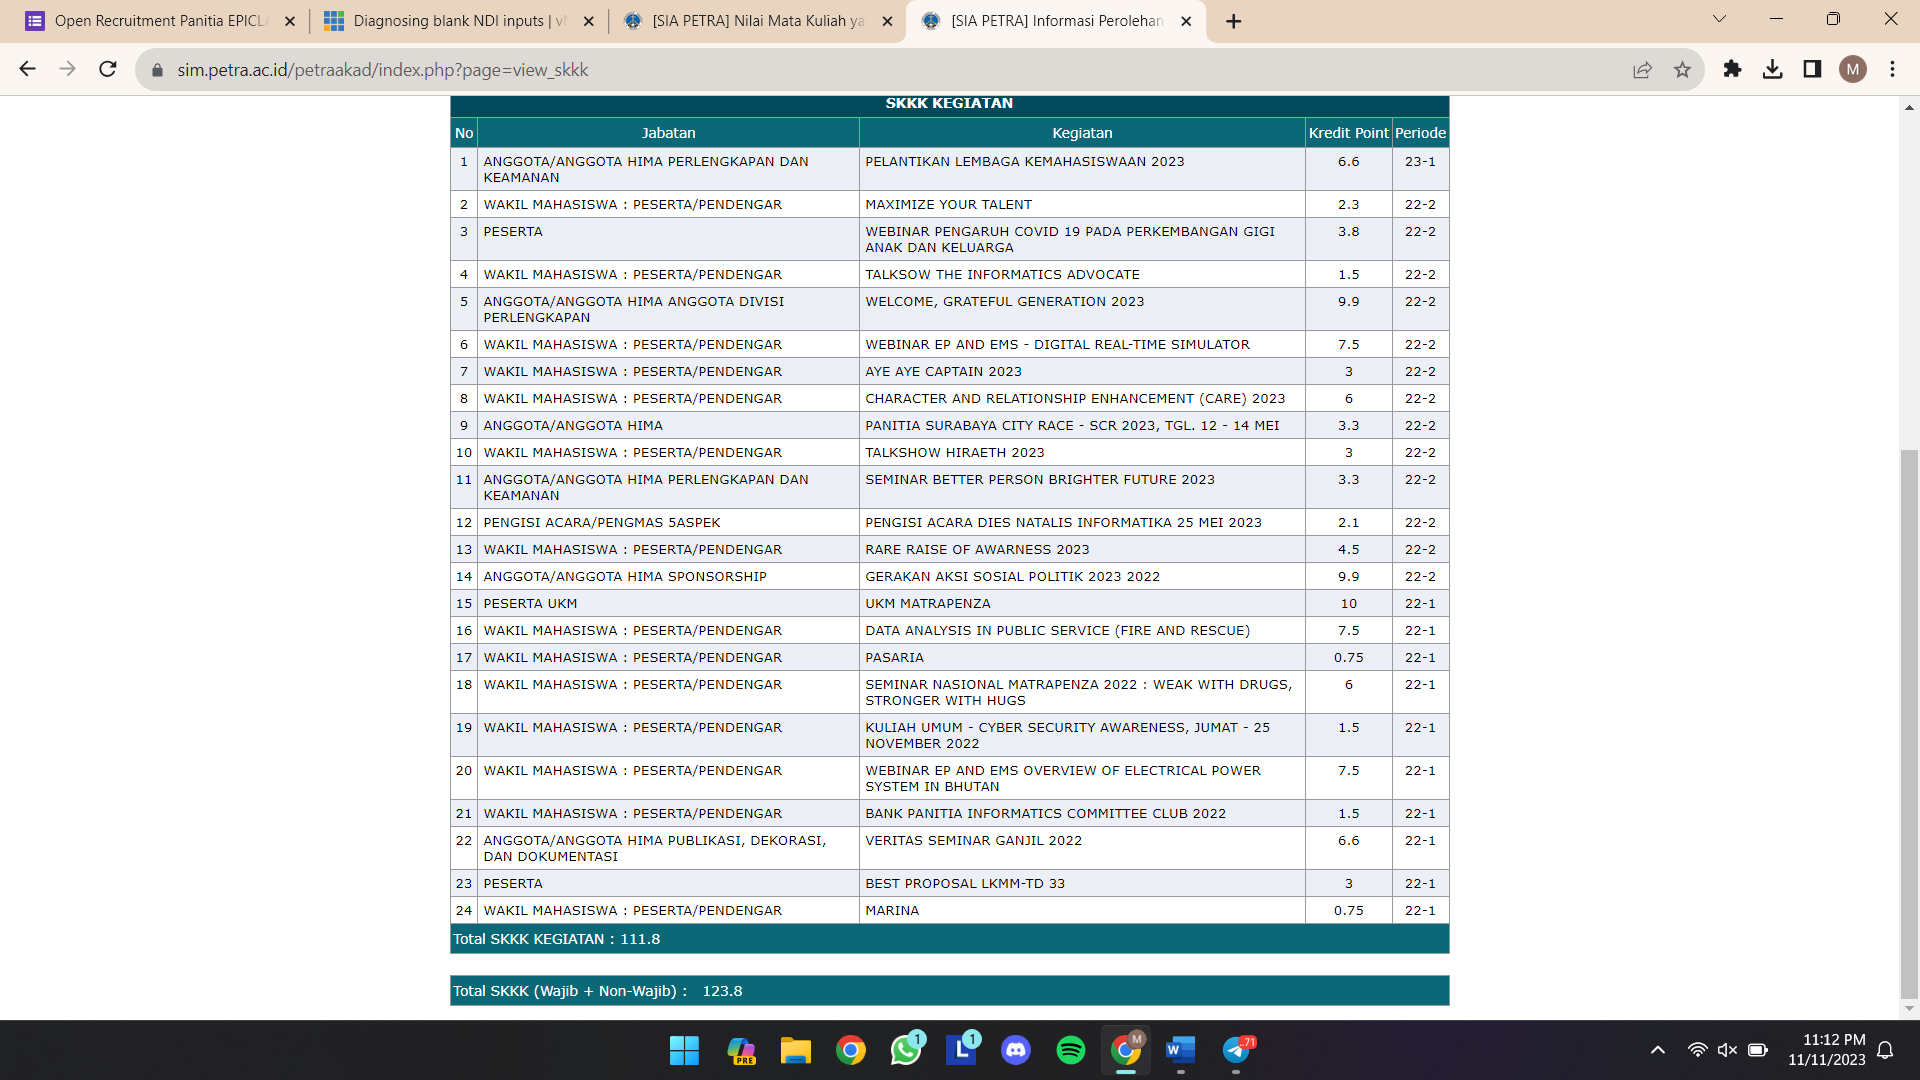 Open Recruitment Panitia EPICLA
Diagnosing blank NDI inputs | vM
[SIA PETRA] Nilai Mata Kuliah ya
[SIA PETRA] Informasi Perolehan
sim.petra.ac.id/petraakad/index.php?page=view_skkk
M
SKKK KEGIATAN
No Jabatan Kegiatan Kredit Point Periode
1 ANGGOTA/ANGGOTA HIMA PERLENGKAPAN DAN KEAMANAN PELANTIKAN LEMBAGA KEMAHASISWAAN 2023 6.6 23-1
2 WAKIL MAHASISWA : PESERTA/PENDENGAR MAXIMIZE YOUR TALENT 2.3 22-2
3 PESERTA WEBINAR PENGARUH COVID 19 PADA PERKEMBANGAN GIGI ANAK DAN KELUARGA 3.8 22-2
4 WAKIL MAHASISWA : PESERTA/PENDENGAR TALKSOW THE INFORMATICS ADVOCATE 1.5 22-2
5 ANGGOTA/ANGGOTA HIMA ANGGOTA DIVISI PERLENGKAPAN WELCOME, GRATEFUL GENERATION 2023 9.9 22-2
6 WAKIL MAHASISWA : PESERTA/PENDENGAR WEBINAR EP AND EMS - DIGITAL REAL-TIME SIMULATOR 7.5 22-2
7 WAKIL MAHASISWA : PESERTA/PENDENGAR AYE AYE CAPTAIN 2023 3 22-2
8 WAKIL MAHASISWA : PESERTA/PENDENGAR CHARACTER AND RELATIONSHIP ENHANCEMENT (CARE) 2023 6 22-2
9 ANGGOTA/ANGGOTA HIMA PANITIA SURABAYA CITY RACE - SCR 2023, TGL. 12 - 14 MEI 3.3 22-2
10 WAKIL MAHASISWA : PESERTA/PENDENGAR TALKSHOW HIRAETH 2023 3 22-2
11 ANGGOTA/ANGGOTA HIMA PERLENGKAPAN DAN KEAMANAN SEMINAR BETTER PERSON BRIGHTER FUTURE 2023 3.3 22-2
12 PENGISI ACARA/PENGMAS 5ASPEK PENGISI ACARA DIES NATALIS INFORMATIKA 25 MEI 2023 2.1 22-2
13 WAKIL MAHASISWA : PESERTA/PENDENGAR RARE RAISE OF AWARNESS 2023 4.5 22-2
14 ANGGOTA/ANGGOTA HIMA SPONSORSHIP GERAKAN AKSI SOSIAL POLITIK 2023 2022 9.9 22-2
15 PESERTA UKM UKM MATRAPENZA 10 22-1
16 WAKIL MAHASISWA : PESERTA/PENDENGAR DATA ANALYSIS IN PUBLIC SERVICE (FIRE AND RESCUE) 7.5 22-1
17 WAKIL MAHASISWA : PESERTA/PENDENGAR PASARIA 0.75 22-1
18 WAKIL MAHASISWA : PESERTA/PENDENGAR SEMINAR NASIONAL MATRAPENZA 2022 : WEAK WITH DRUGS, STRONGER WITH HUGS 6 22-1
19 WAKIL MAHASISWA : PESERTA/PENDENGAR KULIAH UMUM - CYBER SECURITY AWARENESS, JUMAT - 25 NOVEMBER 2022 1.5 22-1
20 WAKIL MAHASISWA : PESERTA/PENDENGAR WEBINAR EP AND EMS OVERVIEW OF ELECTRICAL POWER SYSTEM IN BHUTAN 7.5 22-1
21 WAKIL MAHASISWA : PESERTA/PENDENGAR BANK PANITIA INFORMATICS COMMITTEE CLUB 2022 1.5 22-1
22 ANGGOTA/ANGGOTA HIMA PUBLIKASI, DEKORASI, DAN DOKUMENTASI VERITAS SEMINAR GANJIL 2022 6.6 22-1
23 PESERTA BEST PROPOSAL LKMM-TD 33 3 22-1
24 WAKIL MAHASISWA : PESERTA/PENDENGAR MARINA 0.75 22-1
Total SKKK KEGIATAN : 111.8
Total SKKK (Wajib + Non-Wajib) : 123.8
PRE
1
L 1
M
W
71
11:12 PM
11/11/2023